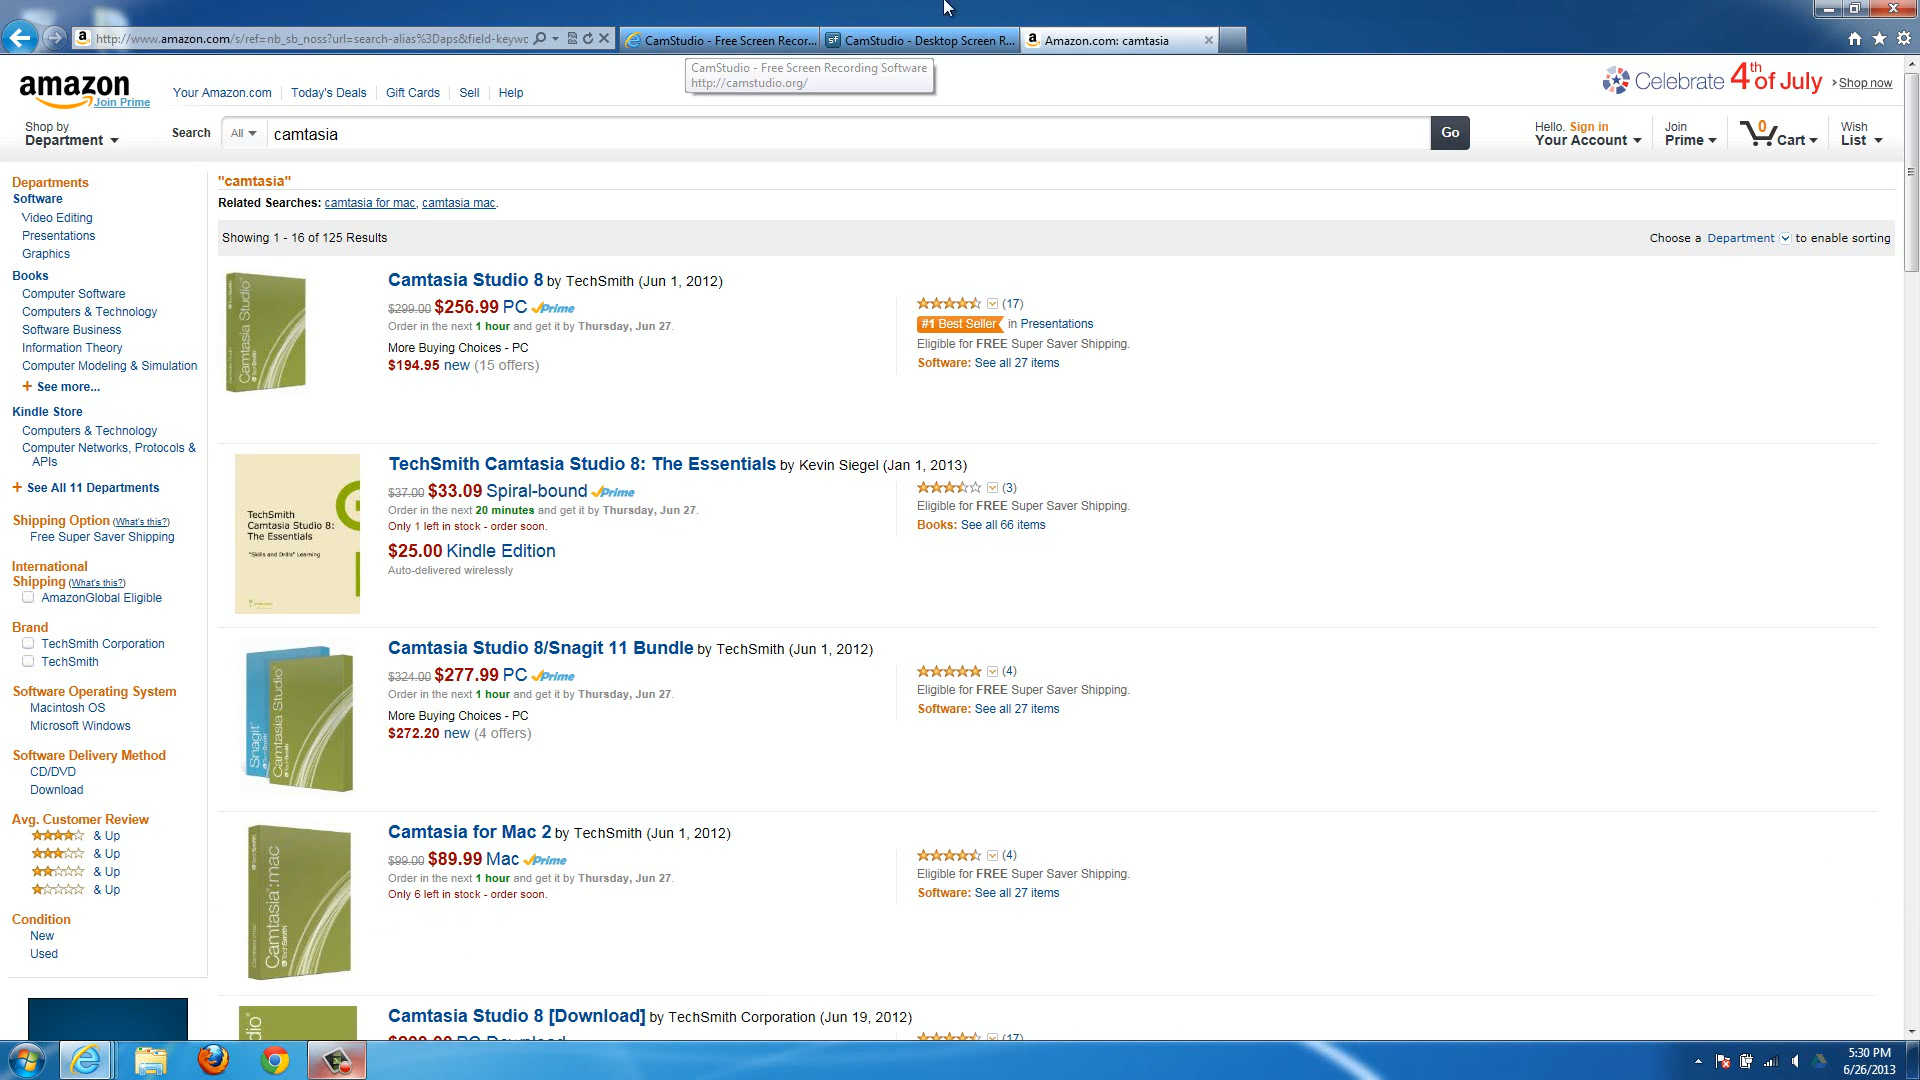 http://www.amazon.com/s/ref=nb_sb_noss?url=search-alias%3Daps&field-keywc
CamStudio - Free Screen Recor...
CamStudio - Desktop Screen R...
Amazon.com: camtasia
CamStudio - Free Screen Recording Software
http://camstudio.org/
amazon
Join Prime
Your Amazon.com
Today's Deals
Gift Cards
Sell
Help
Celebrate 4th of July
Shop now
Shop by
Department
Search
All
camtasia
Go
Hello. Sign in
Your Account
Join
Prime
0
Cart
Wish
List
Departments
Software
Video Editing
Presentations
Graphics
Books
Computer Software
Computers & Technology
Software Business
Information Theory
Computer Modeling & Simulation
+ See more...
Kindle Store
Computers & Technology
Computer Networks, Protocols &
APIs
+ See All 11 Departments
Shipping Option (What's this?)
Free Super Saver Shipping
International
Shipping (What's this?)
AmazonGlobal Eligible
Brand
TechSmith Corporation
TechSmith
Software Operating System
Macintosh OS
Microsoft Windows
Software Delivery Method
CD/DVD
Download
Avg. Customer Review
& Up
& Up
& Up
& Up
Condition
New
Used
"camtasia"
Related Searches: camtasia for mac, camtasia mac.
Showing 1 - 16 of 125 Results
Choose a Department to enable sorting
Camtasia Studio
Camtasia Studio 8 by TechSmith (Jun 1, 2012)
$299.00 $256.99 PC Prime
Order in the next 1 hour and get it by Thursday, Jun 27.
More Buying Choices - PC
$194.95 new (15 offers)
(17)
#1 Best Seller in Presentations
Eligible for FREE Super Saver Shipping.
Software: See all 27 items
TechSmith
Camtasia Studio 8:
The Essentials
"Skills and Drills" Learning
TechSmith Camtasia Studio 8: The Essentials by Kevin Siegel (Jan 1, 2013)
$37.00 $33.09 Spiral-bound Prime
Order in the next 20 minutes and get it by Thursday, Jun 27.
Only 1 left in stock - order soon.
$25.00 Kindle Edition
Auto-delivered wirelessly
(3)
Eligible for FREE Super Saver Shipping.
Books: See all 66 items
Snagit
Camtasia Studio
Camtasia Studio 8/Snagit 11 Bundle by TechSmith (Jun 1, 2012)
$324.00 $277.99 PC Prime
Order in the next 1 hour and get it by Thursday, Jun 27.
More Buying Choices - PC
$272.20 new (4 offers)
(4)
Eligible for FREE Super Saver Shipping.
Software: See all 27 items
Camtasia:mac
TechSmith
Camtasia for Mac 2 by TechSmith (Jun 1, 2012)
$99.00 $89.99 Mac Prime
Order in the next 1 hour and get it by Thursday, Jun 27.
Only 6 left in stock - order soon.
(4)
Eligible for FREE Super Saver Shipping.
Software: See all 27 items
Camtasia Studio 8 [Download] by TechSmith Corporation (Jun 19, 2012)
PC Download
(17)
5:30 PM
6/26/2013